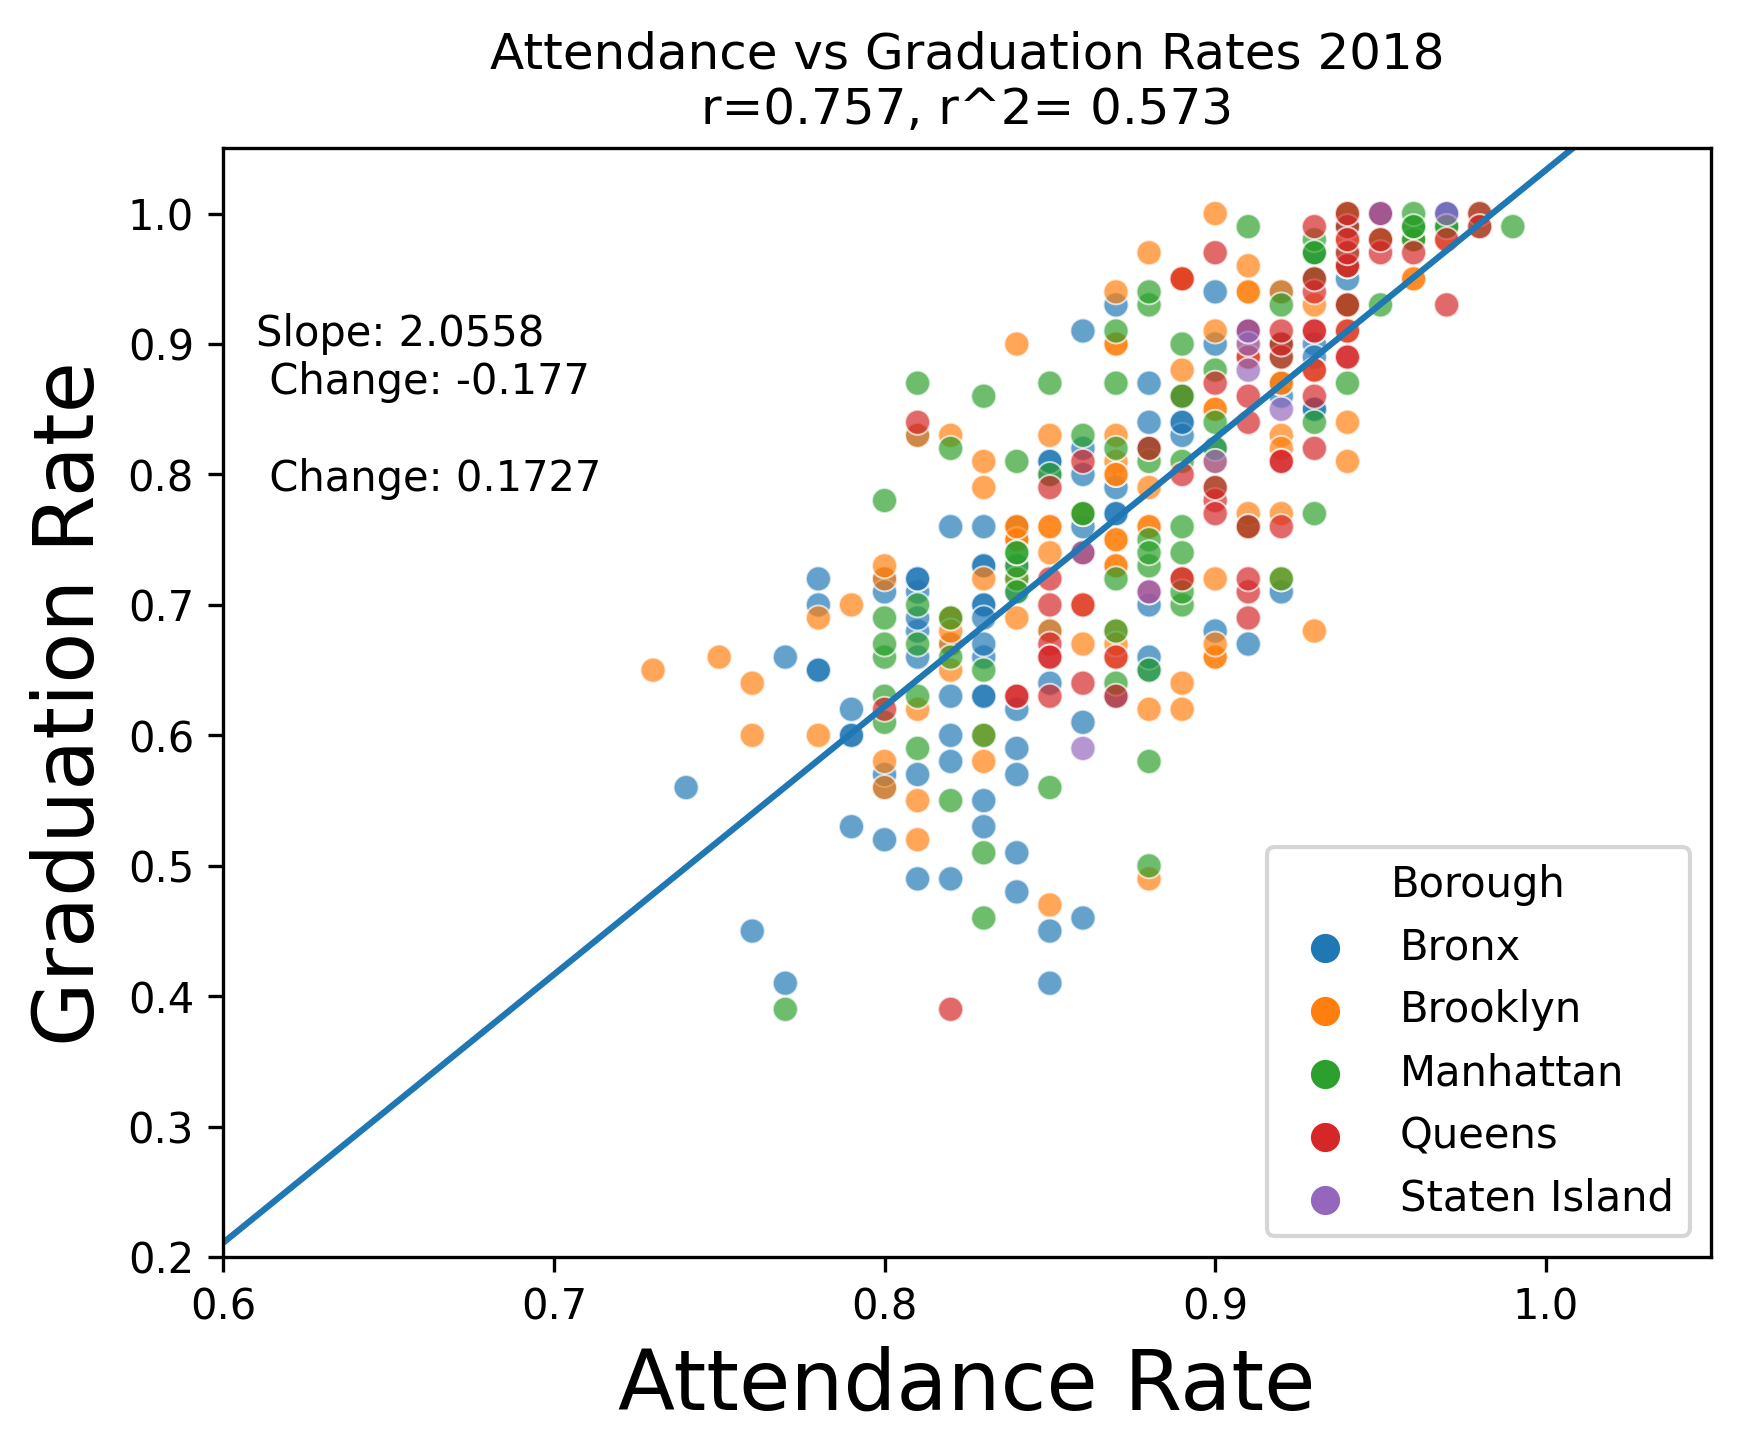 Attendance vs Graduation Rates 2018
r=0.757, r^2= 0.573
Graduation Rate
1.0
0.9
0.8
0.7
0.6
0.5
0.4
0.3
0.2
Slope: 2.0558
Change: -0.177
Change: 0.1727
Borough
Bronx
Brooklyn
Manhattan
Queens
Staten Island
0.6 0.7 0.8 0.9 1.0
Attendance Rate